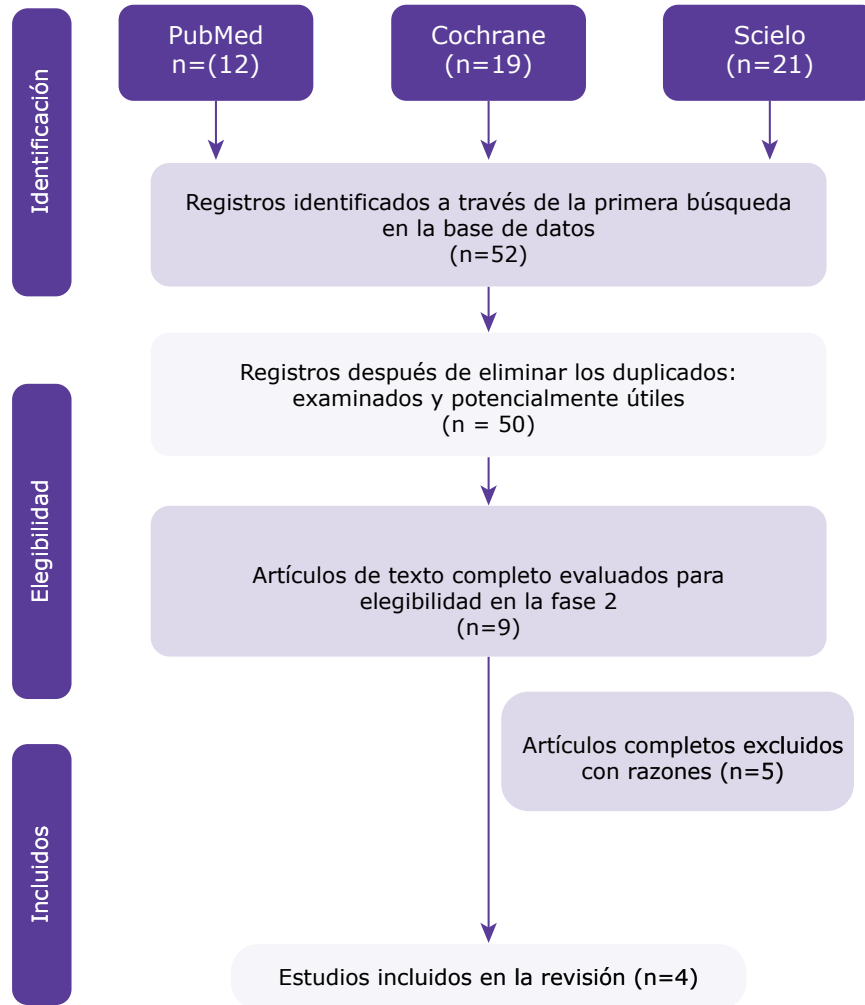 PubMed
n=(12)
Cochrane
(n=19)
Scielo
(n=21)
Identificación
Registros identificados a través de la primera búsqueda
en la base de datos
(n=52)
Registros después de eliminar los duplicados:
examinados y potencialmente útiles
(n = 50)
Elegibilidad
Artículos de texto completo evaluados para
elegibilidad en la fase 2
(n=9)
Artículos completos excluidos
con razones (n=5)
Incluidos
Estudios incluidos en la revisión (n=4)